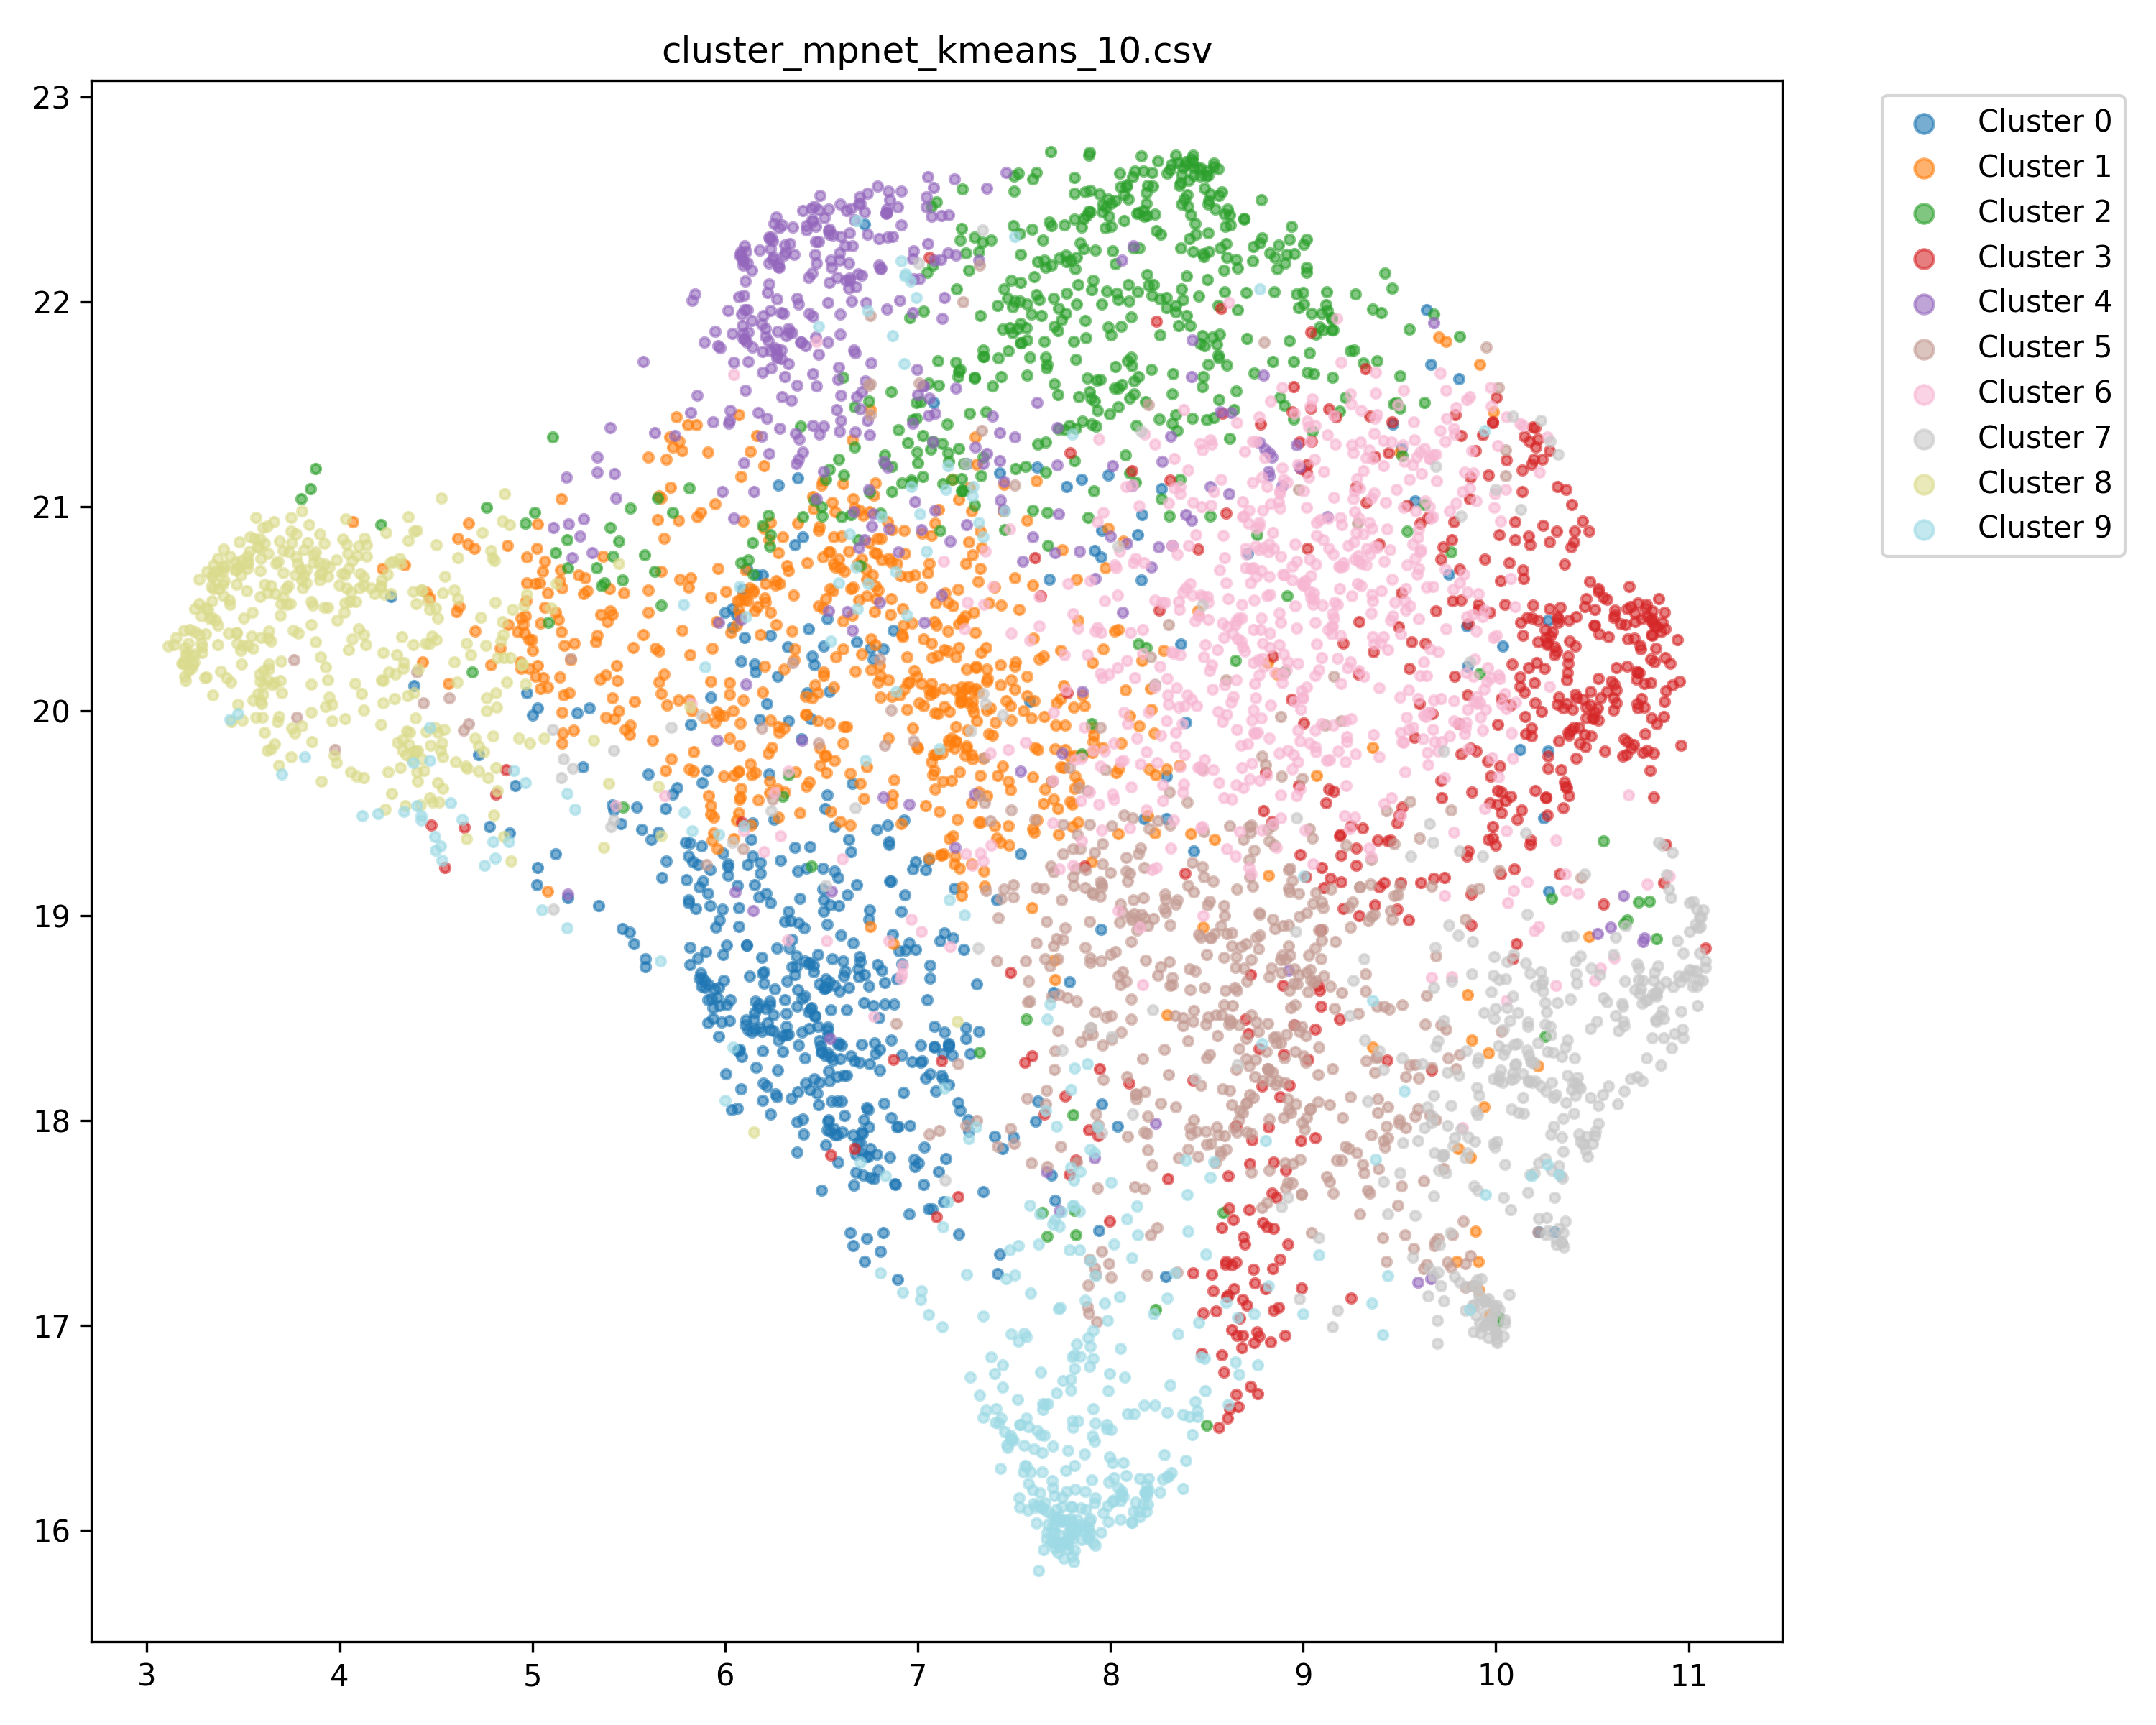 cluster_mpnet_kmeans_10.csv
23
22
21
20
19
18
17
16
3 4 5 6 7 8 9 10 11
Cluster 0
Cluster 1
Cluster 2
Cluster 3
Cluster 4
Cluster 5
Cluster 6
Cluster 7
Cluster 8
Cluster 9